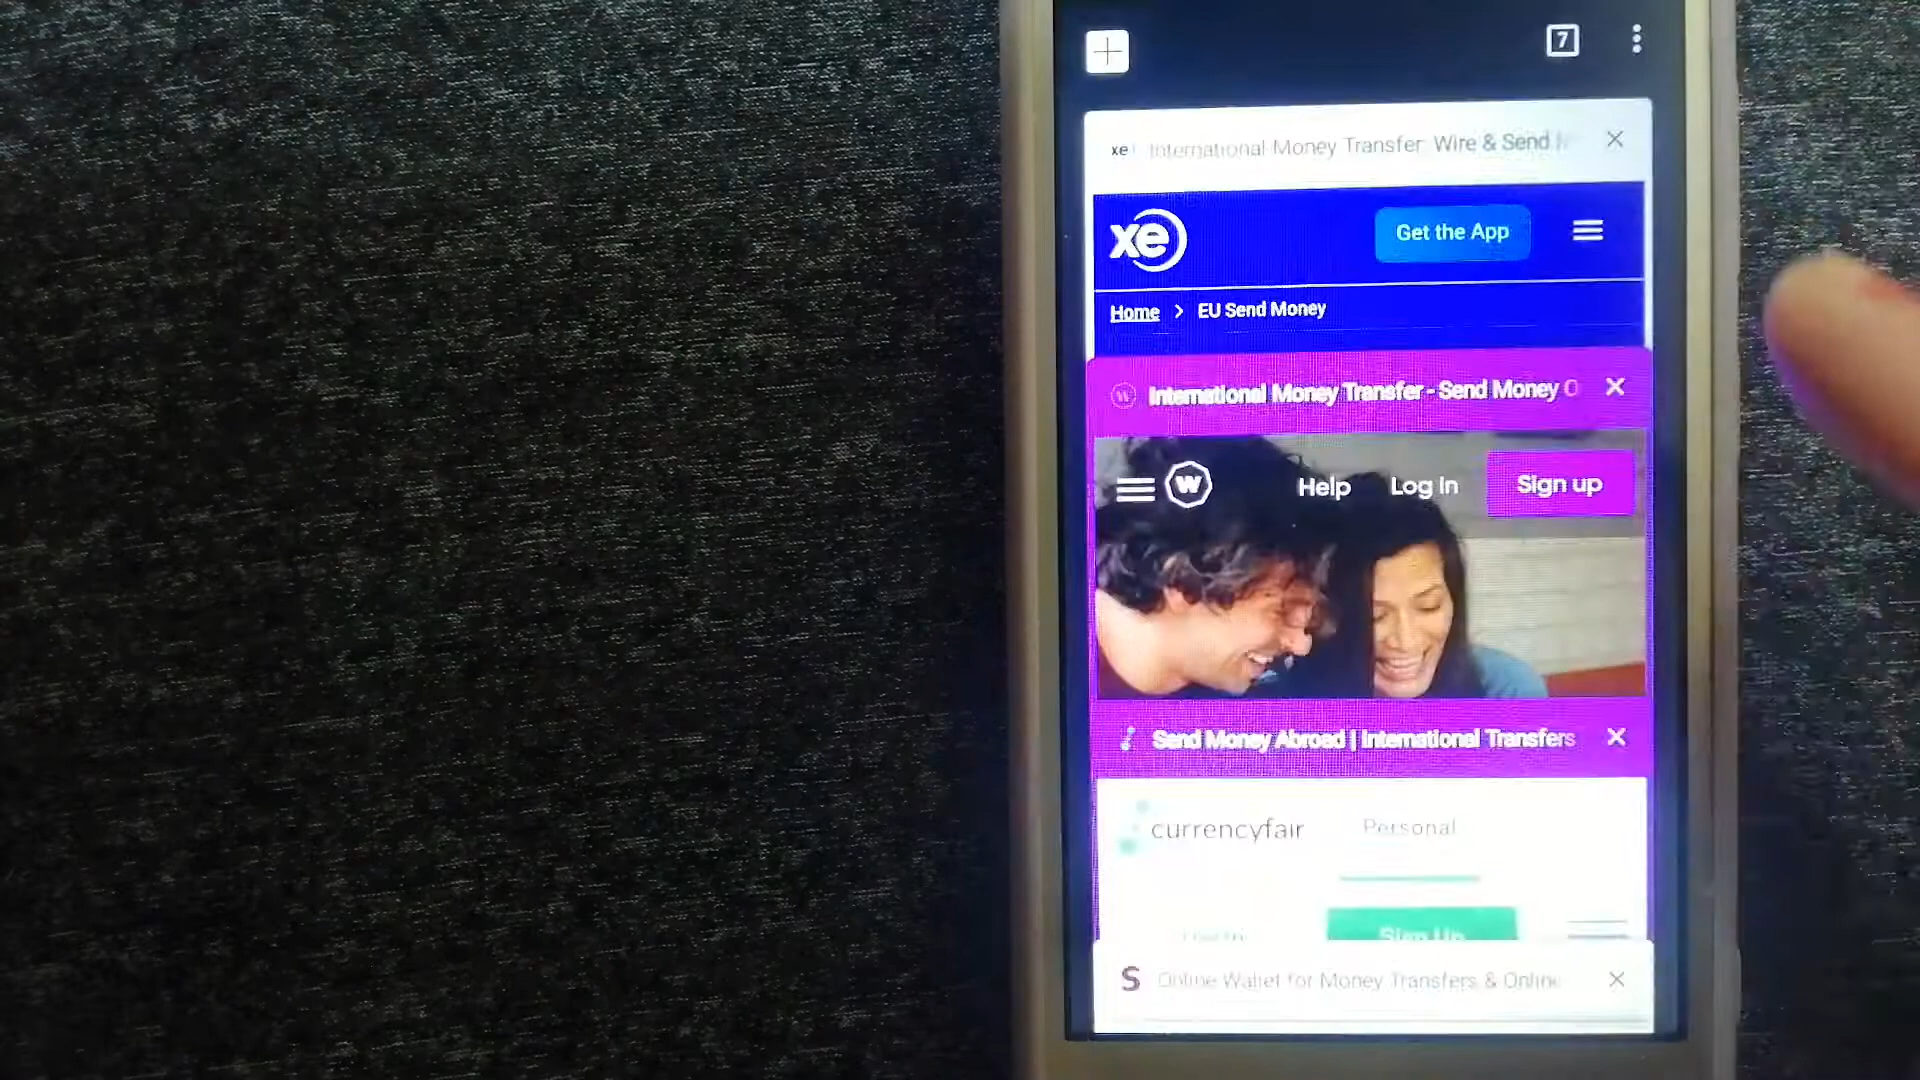 7
xe International Money Transfer: Wire & Send
xe
Get the App
Home > EU Send Money
W International Money Transfer - Send Money O
W
Help
Log in
Sign up
Send Money Abroad | International Transfers
currencyfair
Personal
Sign Up
S Online Wallet for Money Transfers & Online